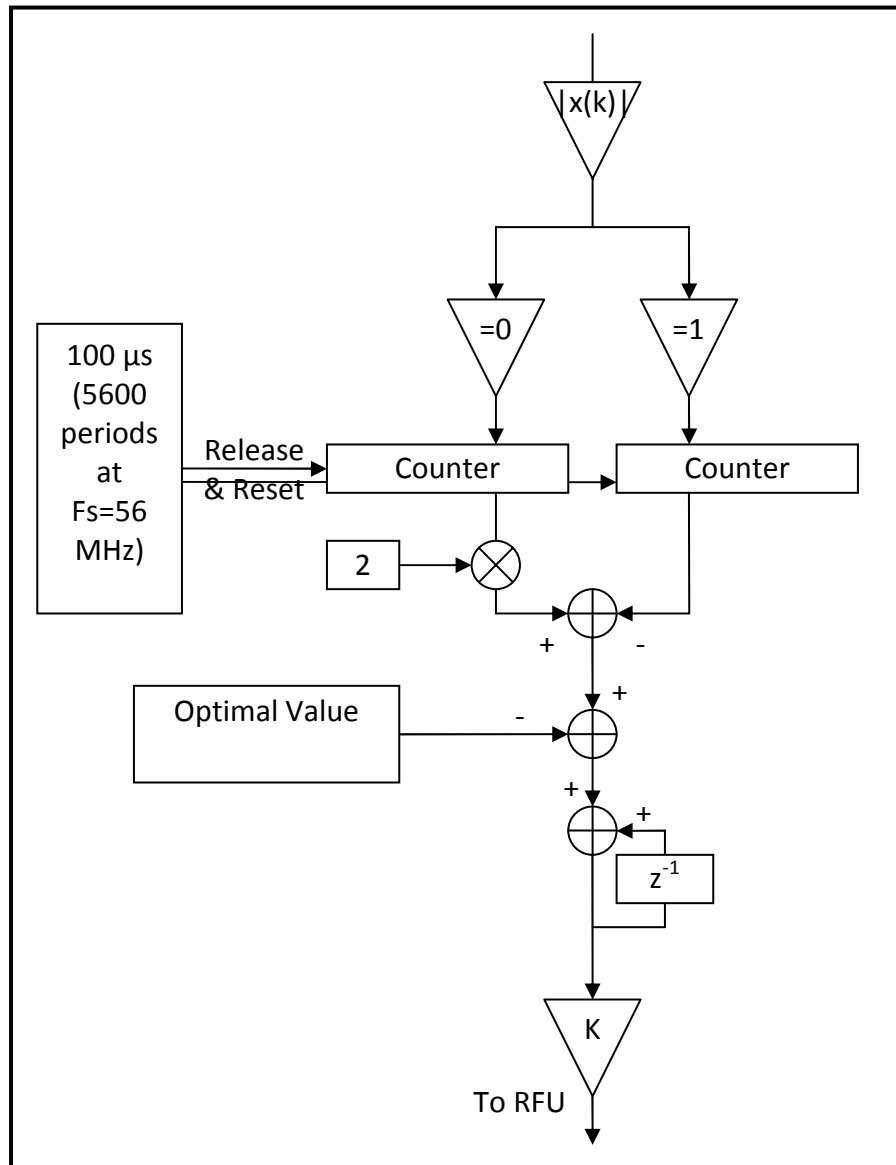 |x(k)|
=0
=1
100 µs
(5600
periods
at
Fs=56
MHz)
Release
& Reset
Counter
Counter
2
+
-
+
Optimal Value
-
+
+
z⁻¹
K
To RFU